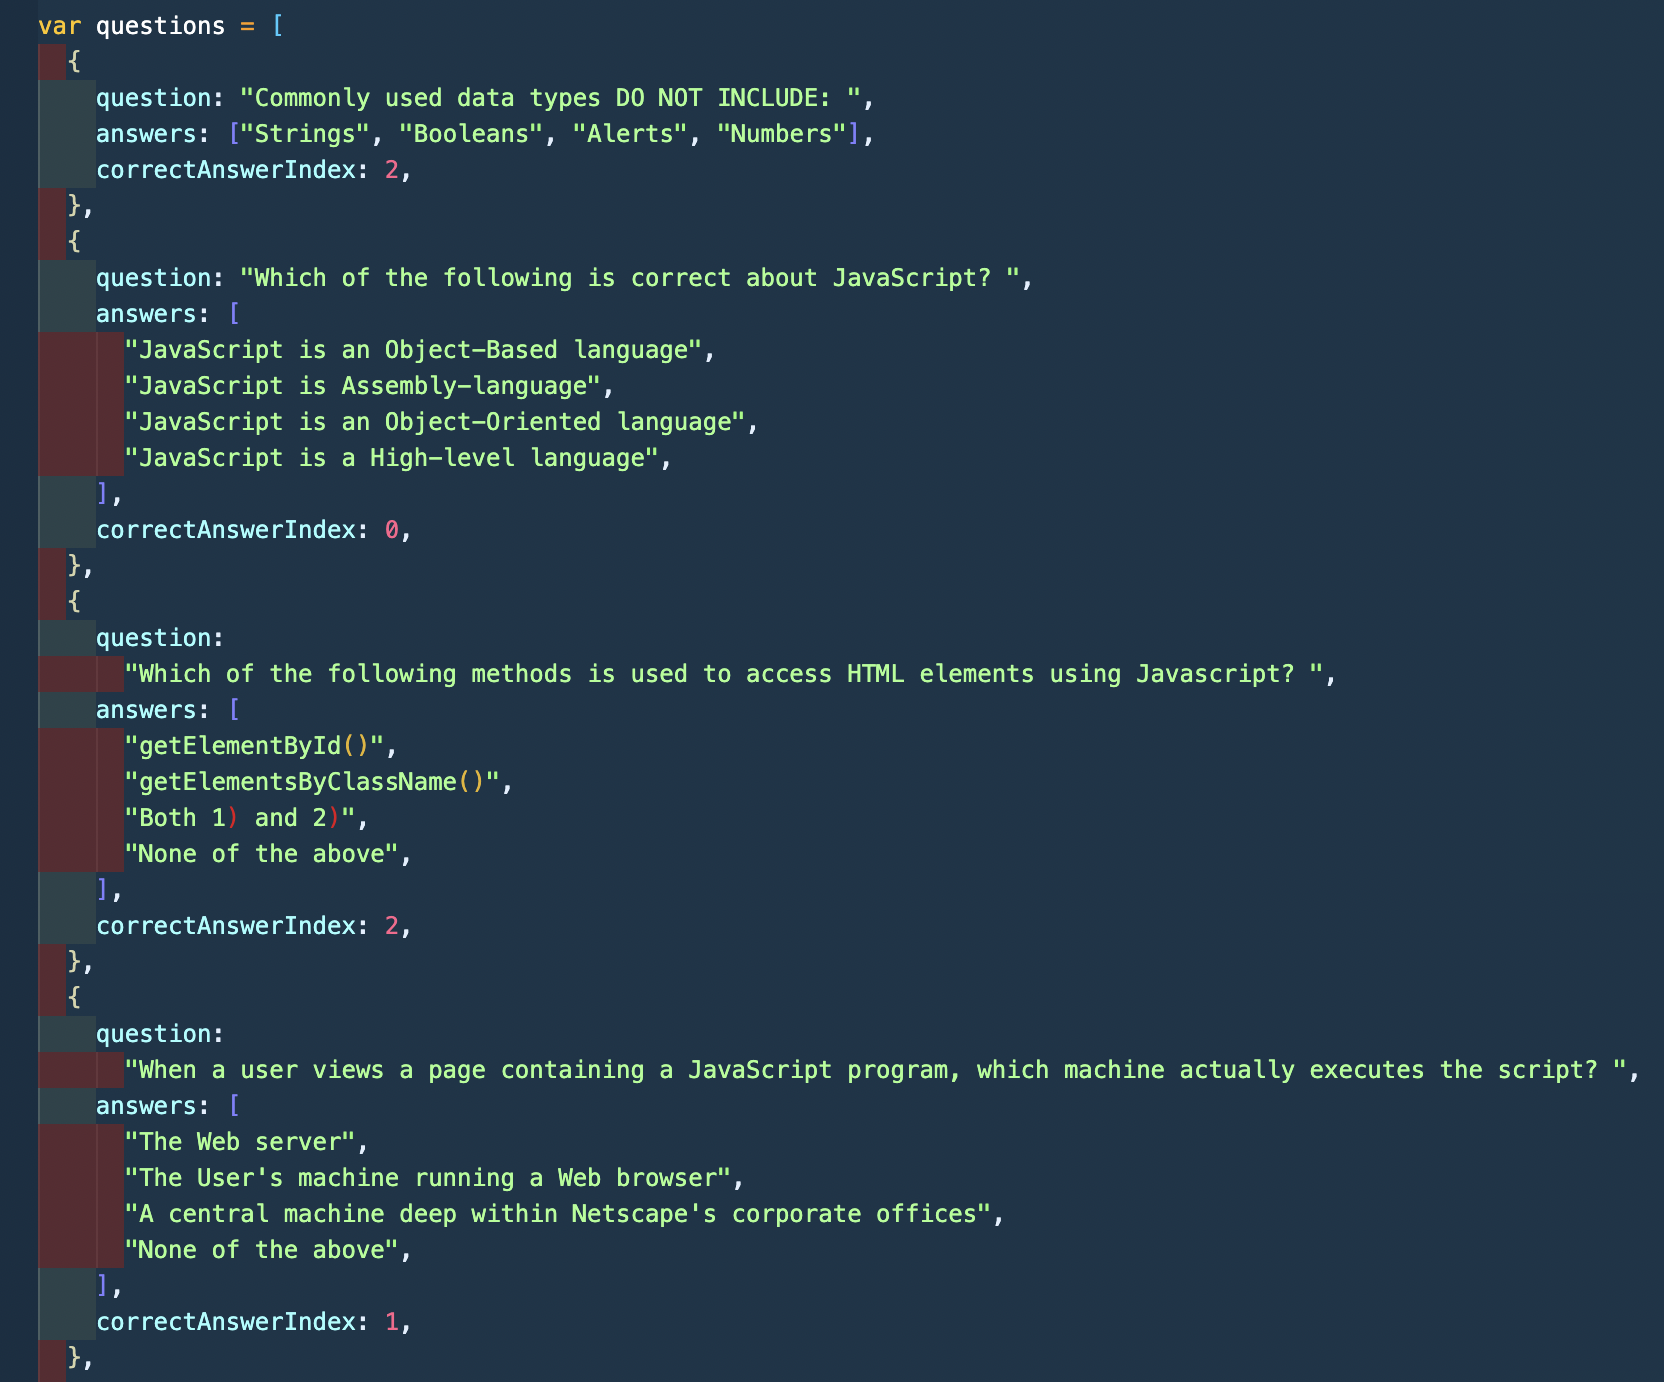 var questions = [
  {
    question: "Commonly used data types DO NOT INCLUDE: ",
    answers: ["Strings", "Booleans", "Alerts", "Numbers"],
    correctAnswerIndex: 2,
  },
  {
    question: "Which of the following is correct about JavaScript? ",
    answers: [
      "JavaScript is an Object-Based language",
      "JavaScript is Assembly-language",
      "JavaScript is an Object-Oriented language",
      "JavaScript is a High-level language",
    ],
    correctAnswerIndex: 0,
  },
  {
    question:
      "Which of the following methods is used to access HTML elements using Javascript? ",
    answers: [
      "getElementById()",
      "getElementsByClassName()",
      "Both 1) and 2)",
      "None of the above",
    ],
    correctAnswerIndex: 2,
  },
  {
    question:
      "When a user views a page containing a JavaScript program, which machine actually executes the script? ",
    answers: [
      "The Web server",
      "The User's machine running a Web browser",
      "A central machine deep within Netscape's corporate offices",
      "None of the above",
    ],
    correctAnswerIndex: 1,
  },